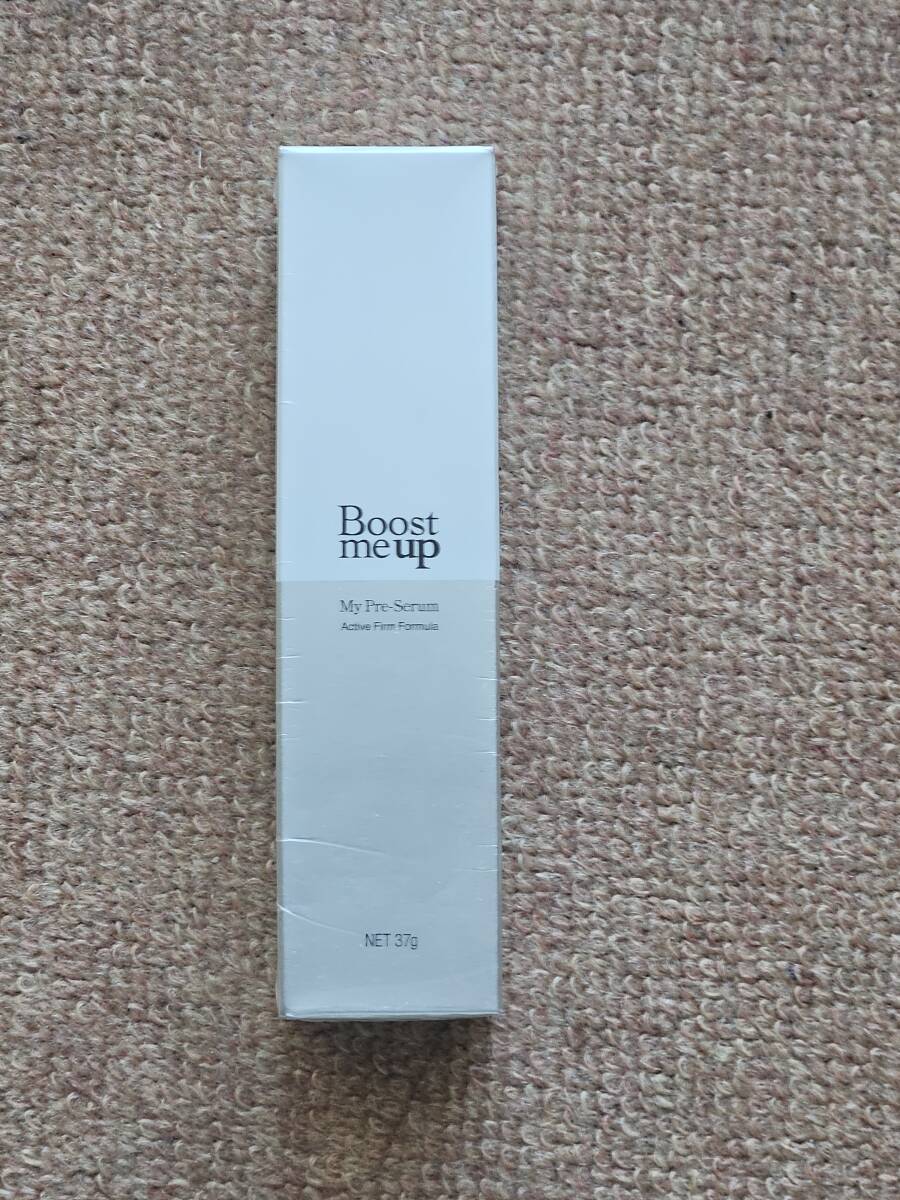 Boost
me up
My Pre-Serum
Active Firm Formula
NET 37g